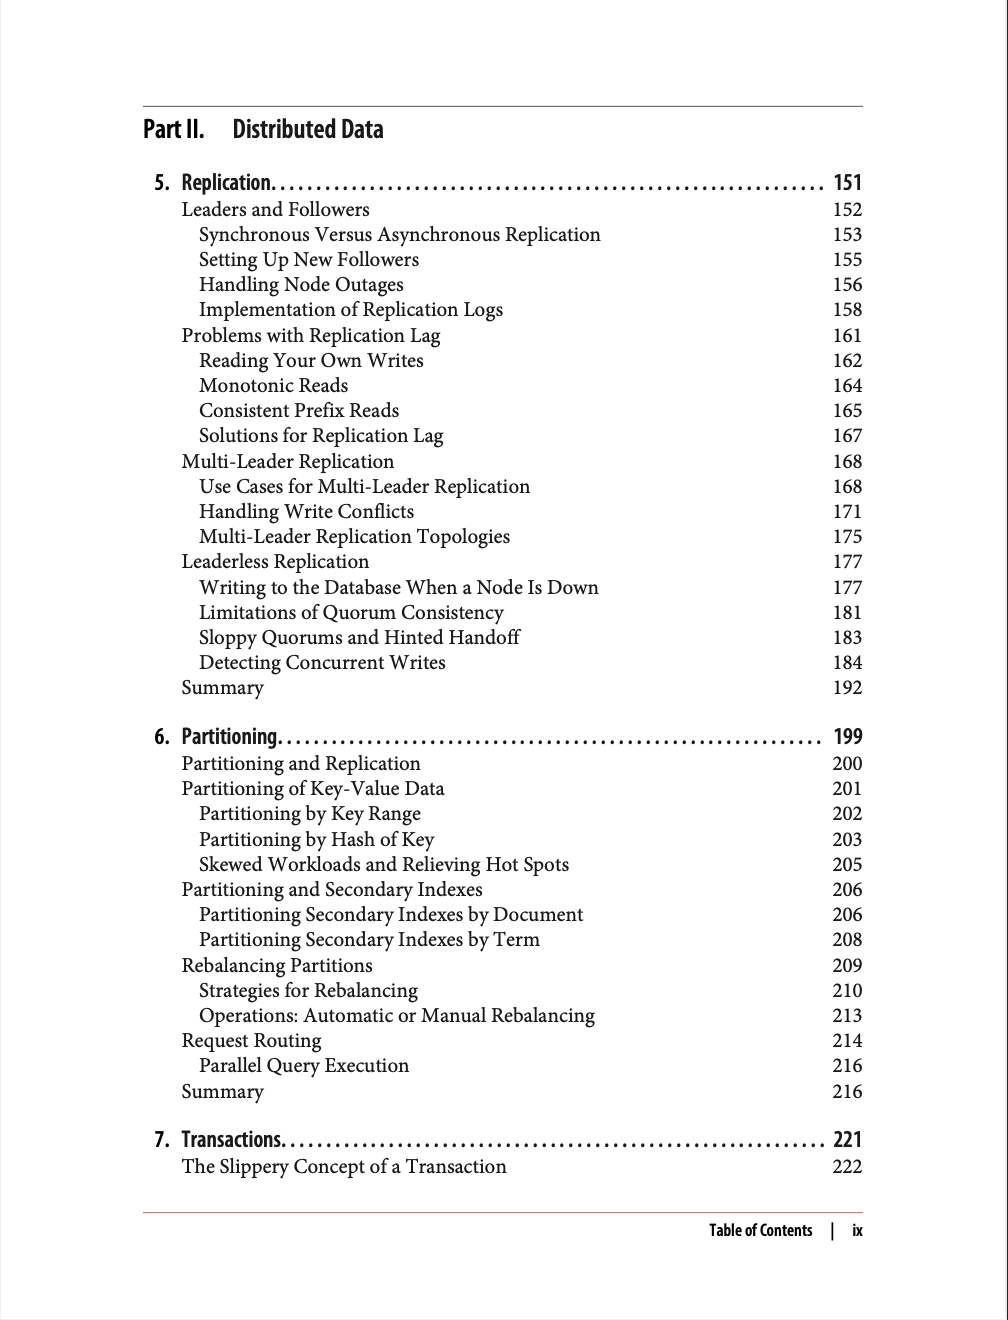 Part II. Distributed Data
5. Replication. . . . . . . . . . . . . . . . . . . . . . . . . . . . . . . . . . . . . . . . . . . . . . . . . . . . . . . . . . . . . . 151
Leaders and Followers 152
Synchronous Versus Asynchronous Replication 153
Setting Up New Followers 155
Handling Node Outages 156
Implementation of Replication Logs 158
Problems with Replication Lag 161
Reading Your Own Writes 162
Monotonic Reads 164
Consistent Prefix Reads 165
Solutions for Replication Lag 167
Multi-Leader Replication 168
Use Cases for Multi-Leader Replication 168
Handling Write Conflicts 171
Multi-Leader Replication Topologies 175
Leaderless Replication 177
Writing to the Database When a Node Is Down 177
Limitations of Quorum Consistency 181
Sloppy Quorums and Hinted Handoff 183
Detecting Concurrent Writes 184
Summary 192
6. Partitioning. . . . . . . . . . . . . . . . . . . . . . . . . . . . . . . . . . . . . . . . . . . . . . . . . . . . . . . . . . . . . 199
Partitioning and Replication 200
Partitioning of Key-Value Data 201
Partitioning by Key Range 202
Partitioning by Hash of Key 203
Skewed Workloads and Relieving Hot Spots 205
Partitioning and Secondary Indexes 206
Partitioning Secondary Indexes by Document 206
Partitioning Secondary Indexes by Term 208
Rebalancing Partitions 209
Strategies for Rebalancing 210
Operations: Automatic or Manual Rebalancing 213
Request Routing 214
Parallel Query Execution 216
Summary 216
7. Transactions. . . . . . . . . . . . . . . . . . . . . . . . . . . . . . . . . . . . . . . . . . . . . . . . . . . . . . . . . . . . . 221
The Slippery Concept of a Transaction 222
Table of Contents | ix